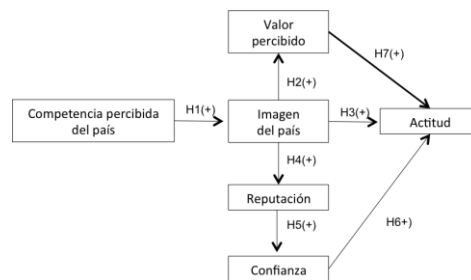 Valor
percibido
H7(+)
H2(+)
Competencia percibida
del país
H1(+)
Imagen
del país
H3(+)
Actitud
H4(+)
Reputación
H5(+)
H6+)
Confianza